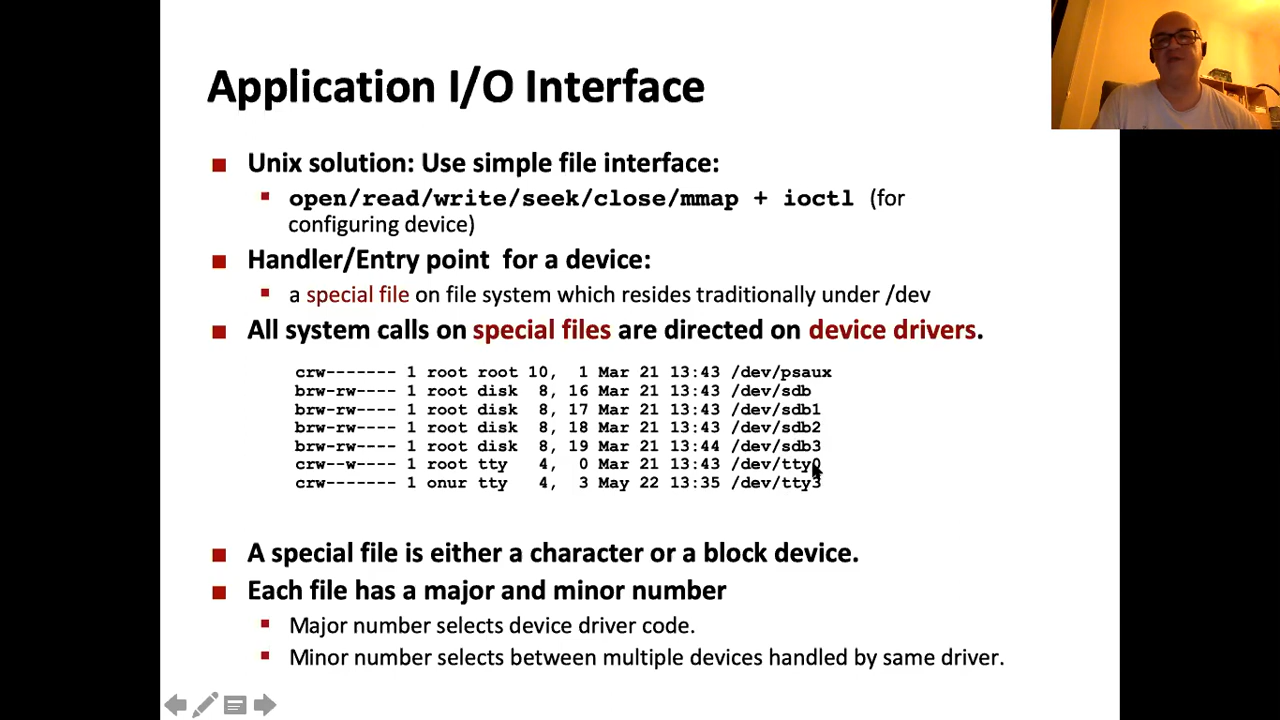 Application I/O Interface
Unix solution: Use simple file interface:
open/read/write/seek/close/mmap + ioctl (for
configuring device)
Handler/Entry point for a device:
a special file on file system which resides traditionally under /dev
All system calls on special files are directed on device drivers.
crw------- 1 root root 10, 1 Mar 21 13:43 /dev/psaux
brw-rw---- 1 root disk 8, 16 Mar 21 13:43 /dev/sdb
brw-rw---- 1 root disk 8, 17 Mar 21 13:43 /dev/sdb1
brw-rw---- 1 root disk 8, 18 Mar 21 13:43 /dev/sdb2
brw-rw---- 1 root disk 8, 19 Mar 21 13:44 /dev/sdb3
crw--w---- 1 root tty 4, 0 Mar 21 13:43 /dev/tty0
crw------- 1 onur tty 4, 3 May 22 13:35 /dev/tty3
A special file is either a character or a block device.
Each file has a major and minor number
Major number selects device driver code.
Minor number selects between multiple devices handled by same driver.